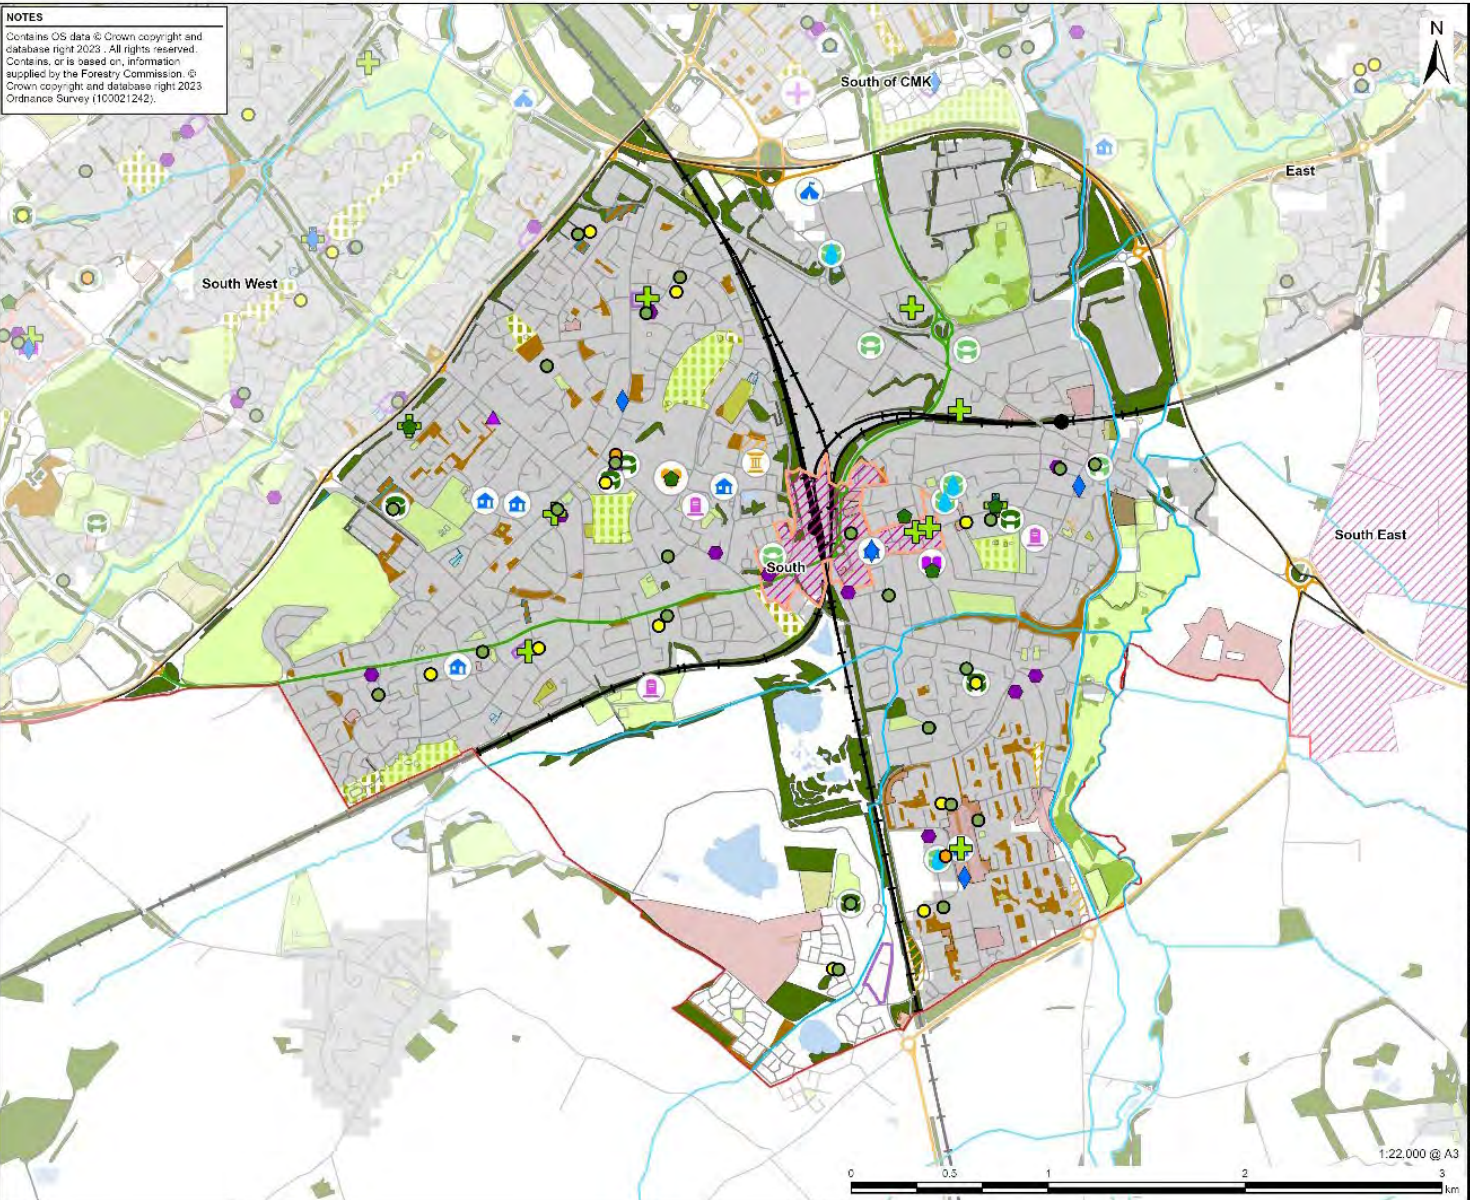 NOTES
Contains OS data © Crown copyright and
database right 2023 . All rights reserved.
Contains, or is based on, information
supplied by the Forestry Commission. ©
Crown copyright and database right 2023
Ordnance Survey (100021242).
N
South of CMK
East
South West
South East
South
1:22,000 @ A3
0 0.5 1 2 3
km